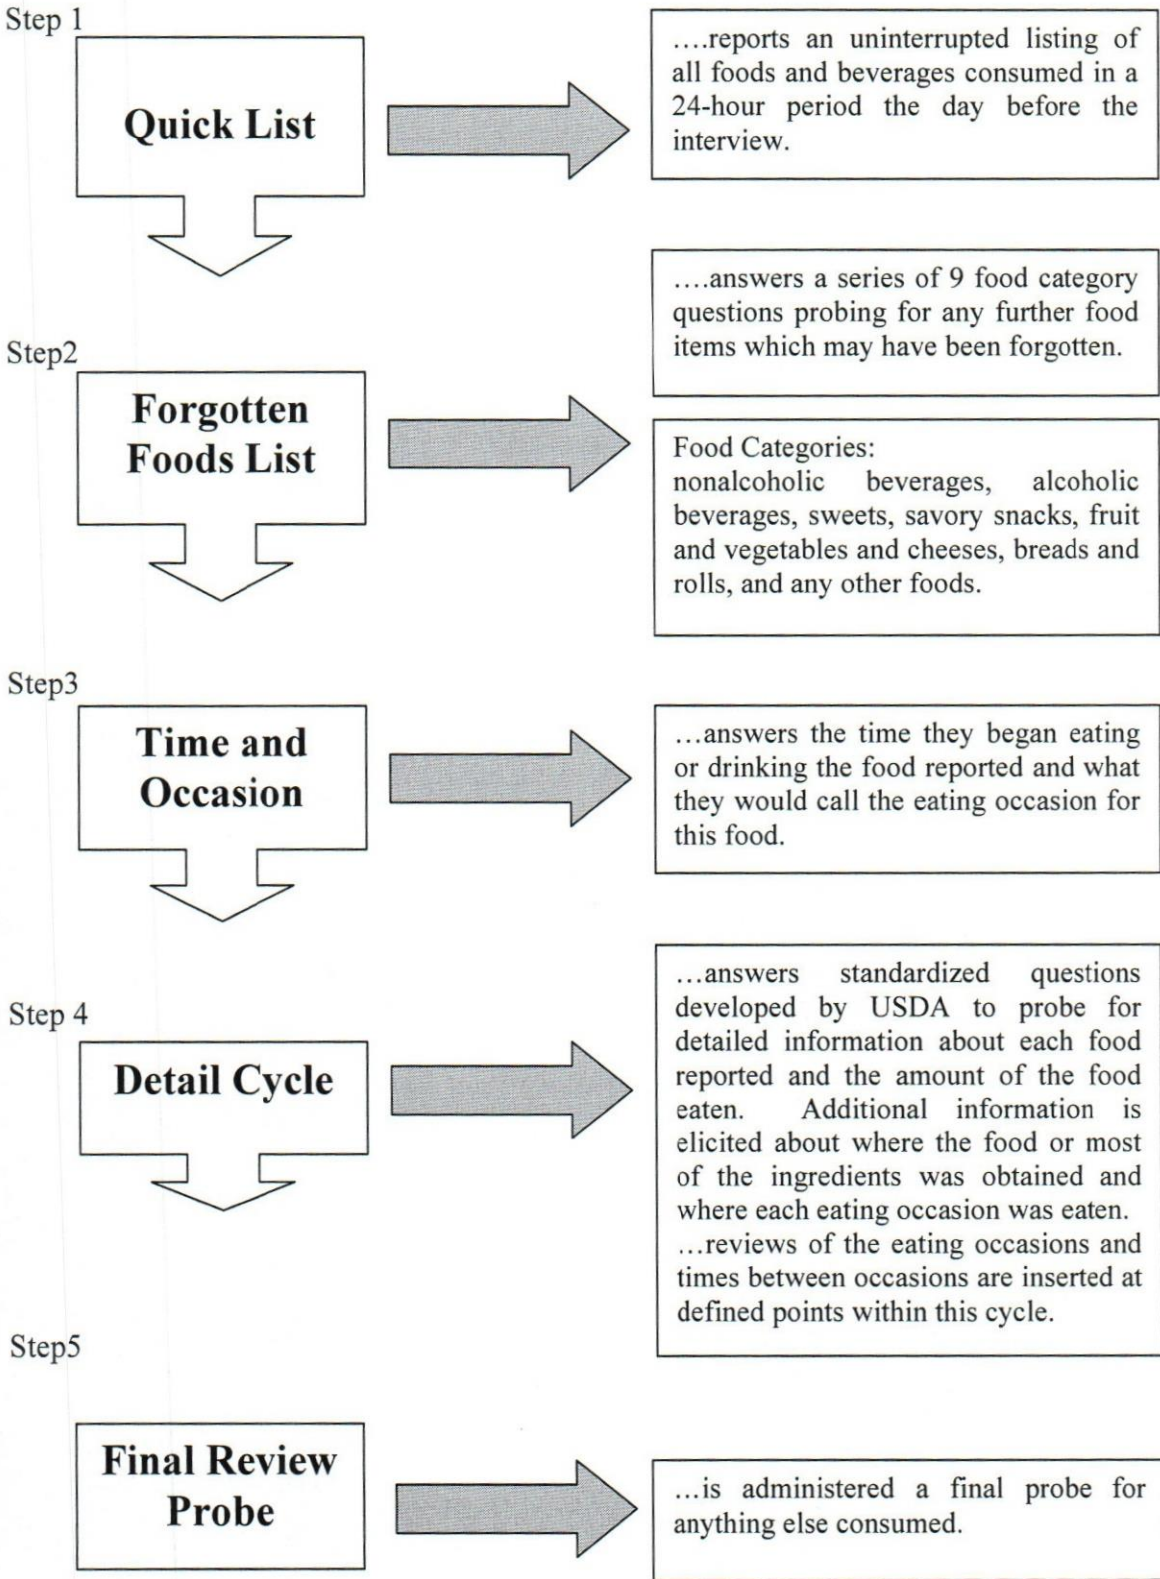 Step 1
Quick List
….reports an uninterrupted listing of
all foods and beverages consumed in a
24-hour period the day before the
interview.
Step2
Forgotten
Foods List
….answers a series of 9 food category
questions probing for any further food
items which may have been forgotten.
Food Categories:
nonalcoholic beverages, alcoholic
beverages, sweets, savory snacks, fruit
and vegetables and cheeses, breads and
rolls, and any other foods.
Step3
Time and
Occasion
…answers the time they began eating
or drinking the food reported and what
they would call the eating occasion for
this food.
Step 4
Detail Cycle
…answers standardized questions
developed by USDA to probe for
detailed information about each food
reported and the amount of the food
eaten. Additional information is
elicited about where the food or most
of the ingredients was obtained and
where each eating occasion was eaten.
…reviews of the eating occasions and
times between occasions are inserted at
defined points within this cycle.
Step5
Final Review
Probe
…is administered a final probe for
anything else consumed.